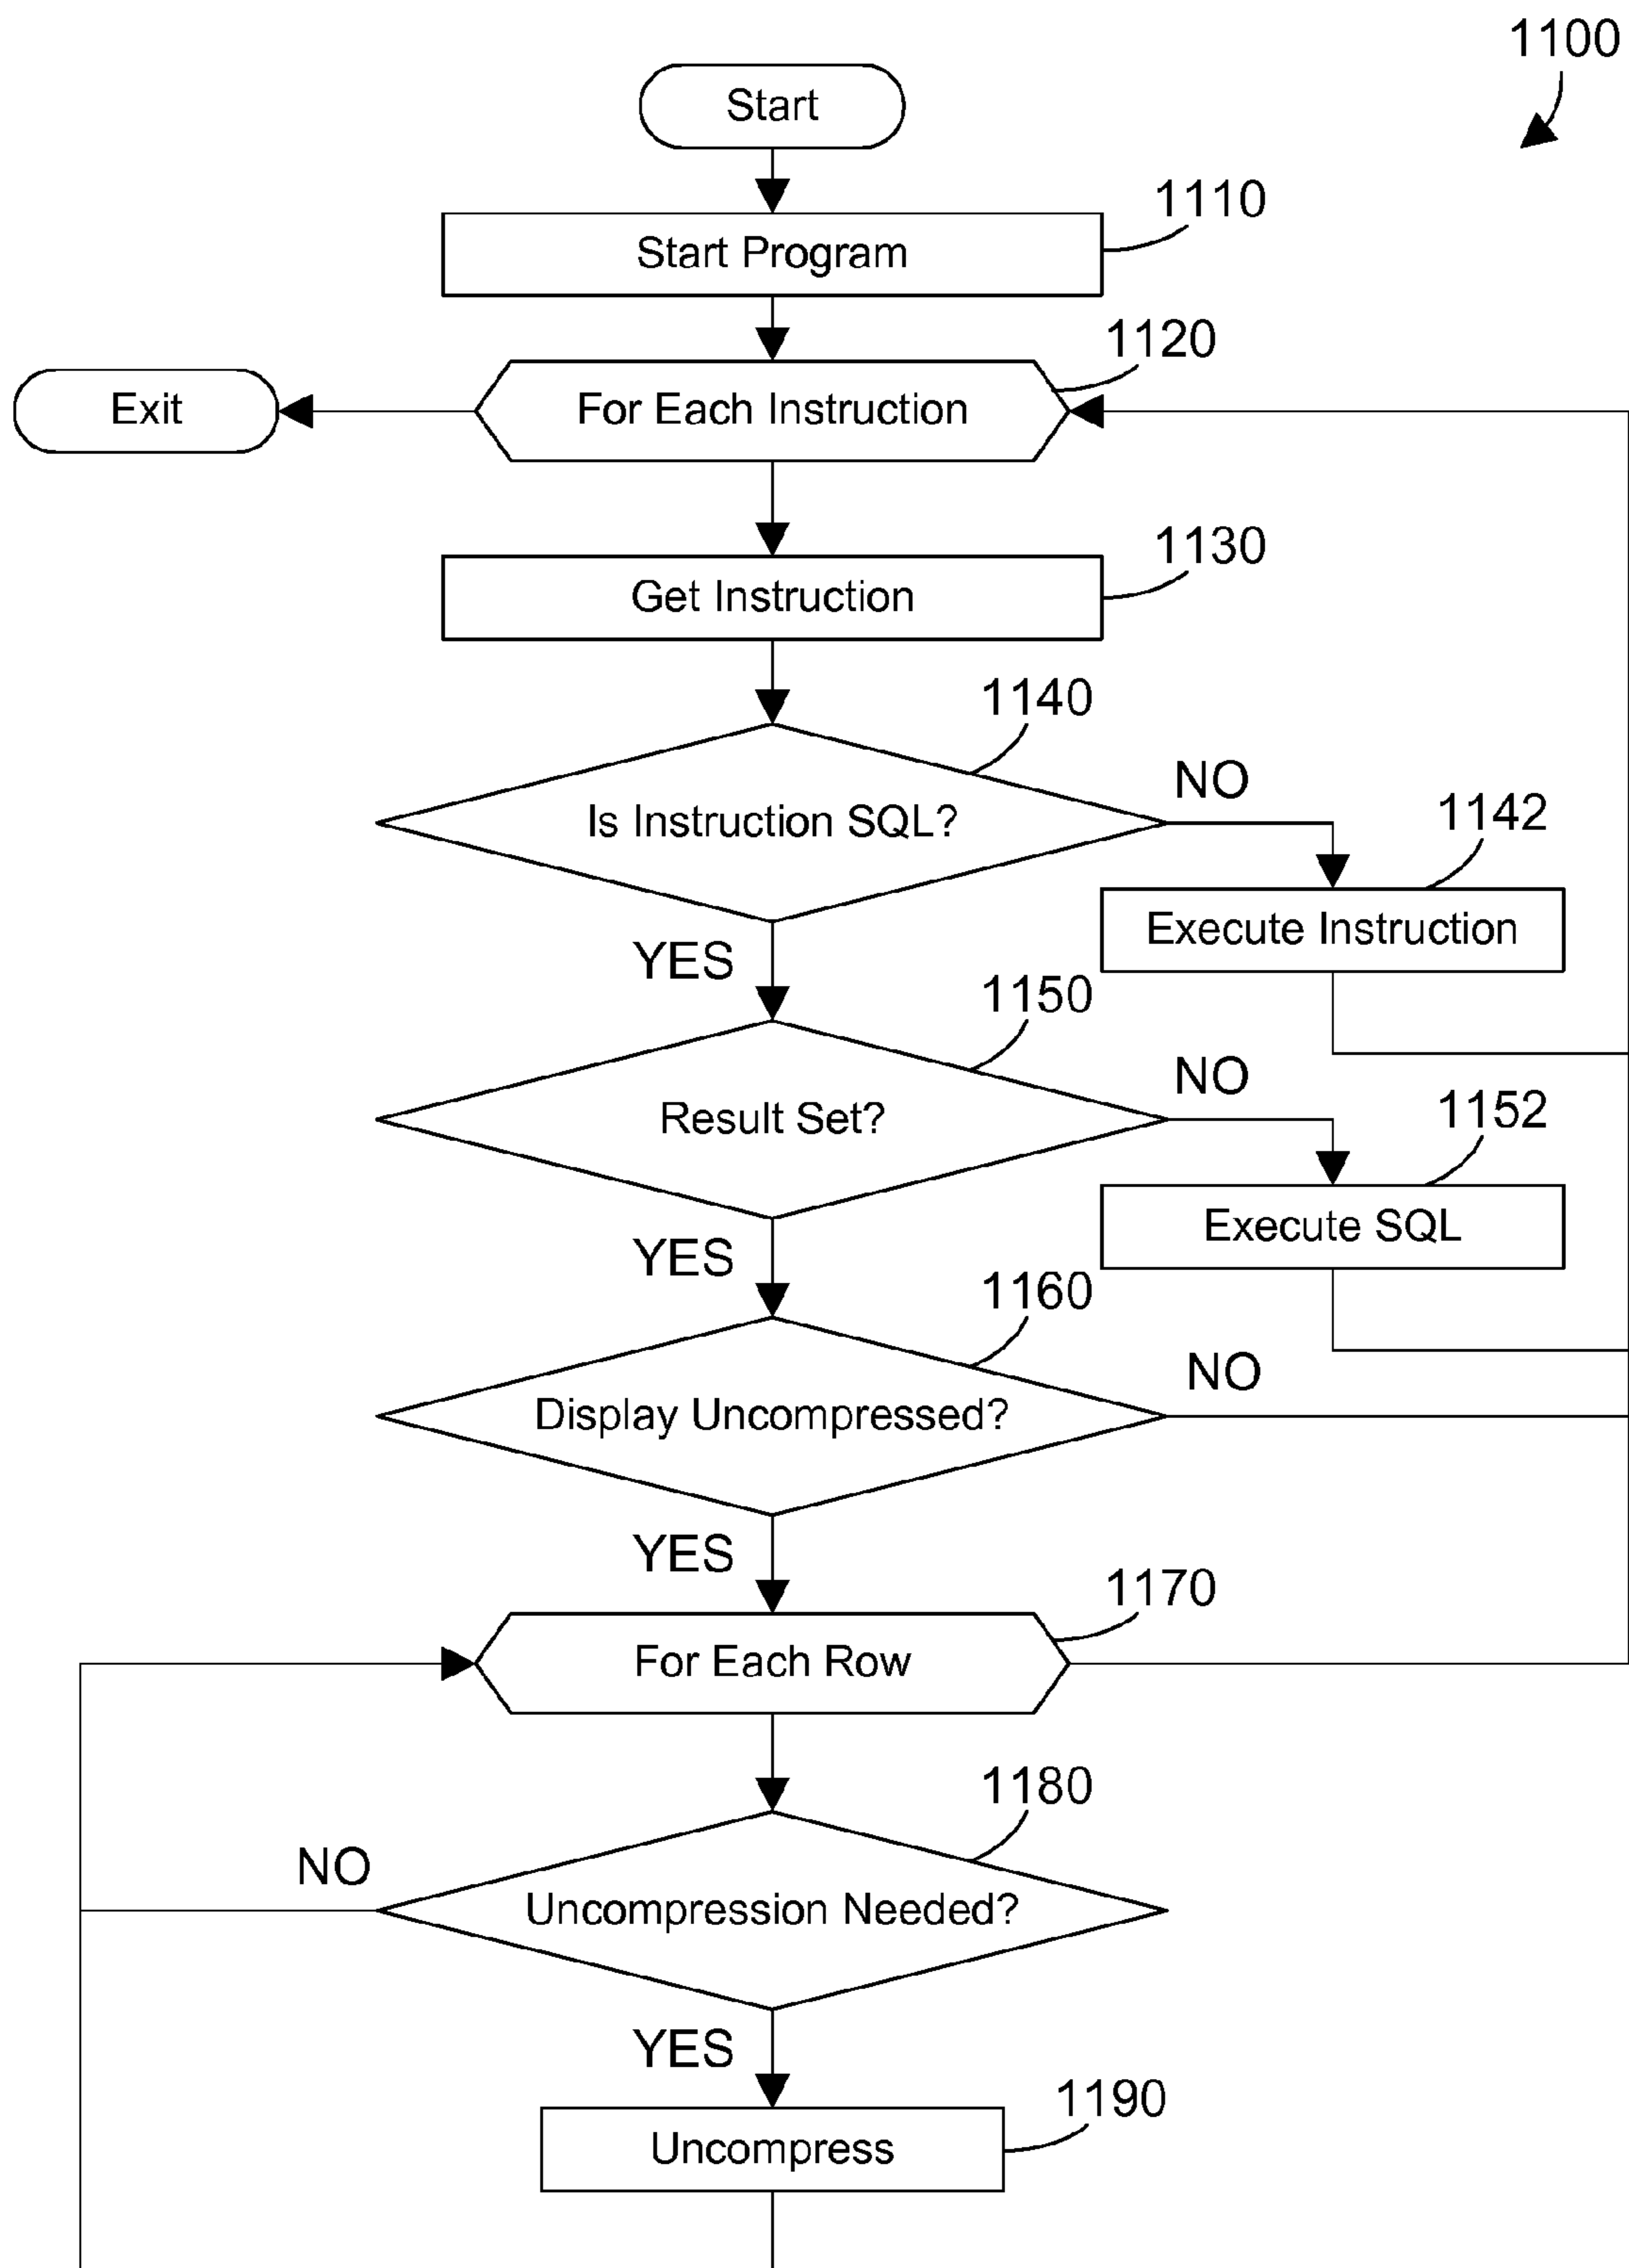 1100
Start
1110
Start Program
1120
Exit
For Each Instruction
1130
Get Instruction
1140
NO
Is Instruction SQL?
1142
Execute Instruction
YES
1150
NO
Result Set?
1152
Execute SQL
YES
1160
NO
Display Uncompressed?
YES
1170
For Each Row
1180
NO
Uncompression Needed?
YES
1190
Uncompress